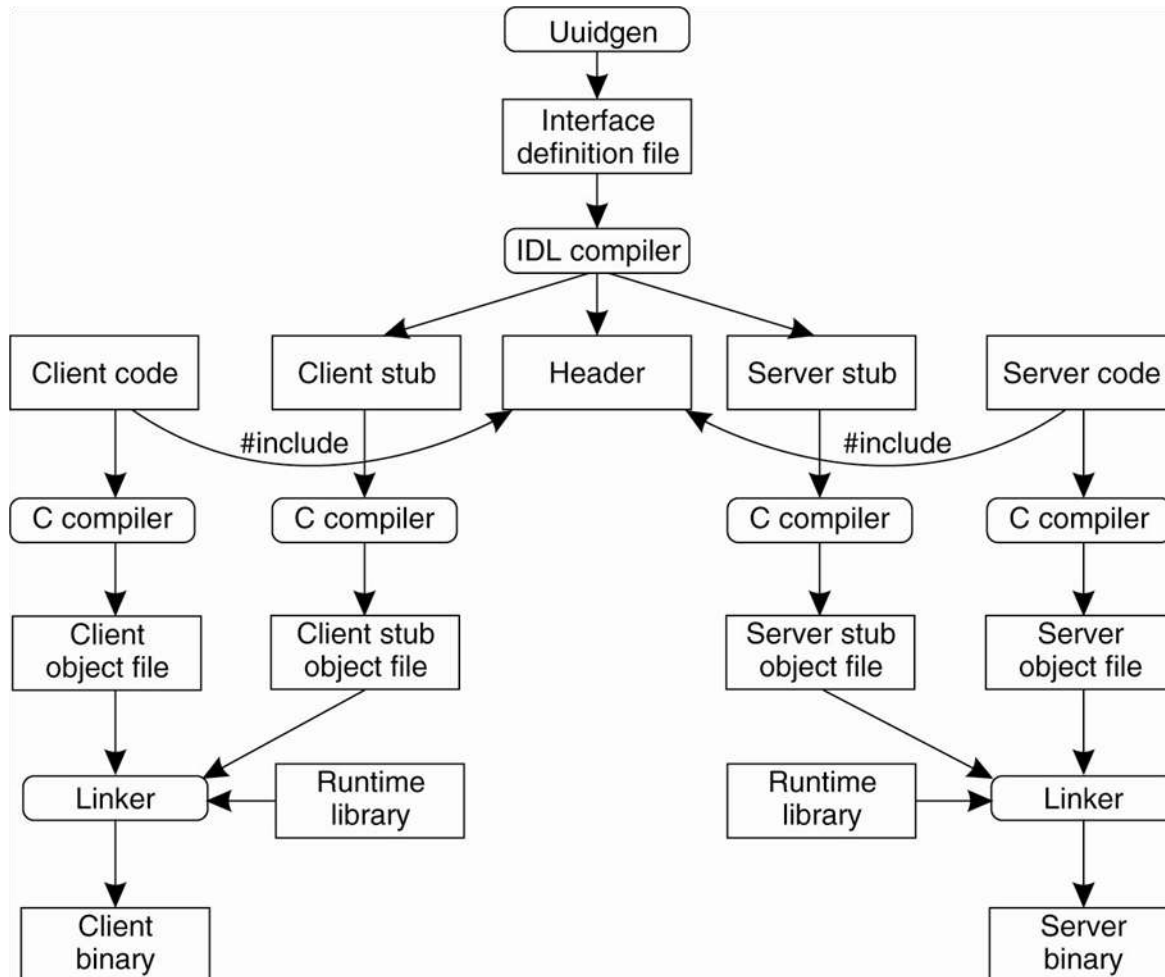 Uuidgen
Interface
definition file
IDL compiler
Client code
Client stub
Header
Server stub
Server code
#include
#include
C compiler
C compiler
C compiler
C compiler
Client
object file
Client stub
object file
Server stub
object file
Server
object file
Linker
Runtime
library
Runtime
library
Linker
Client
binary
Server
binary